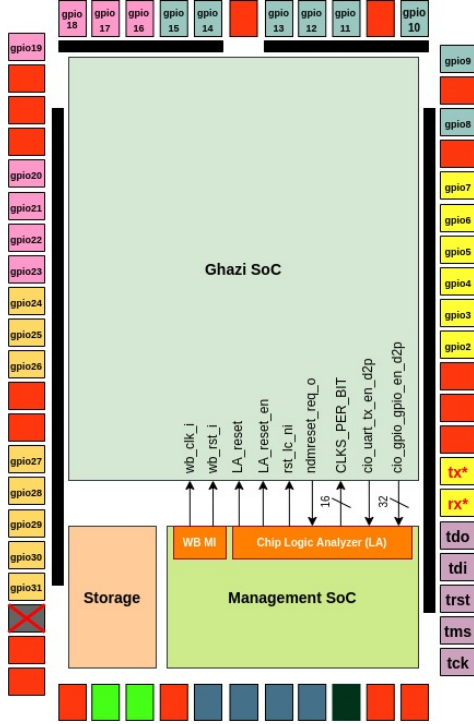 gpio
18
gpio
17
gpio
16
gpio
15
gpio
14
gpio
13
gpio
12
gpio
11
gpio
10
gpio19
gpio20
gpio21
gpio22
gpio23
gpio24
gpio25
gpio26
gpio27
gpio28
gpio29
gpio30
gpio31
Ghazi SoC
wb_clk_i
wb_rst_i
LA_reset
LA_reset_en
rst_lc_ni
ndmreset_req_o
CLKS_PER_BIT
cio_uart_tx_en_d2p
cio_gpio_gpio_en_d2p
16
32
WB MI
Chip Logic Analyzer (LA)
Storage
Management SoC
gpio9
gpio8
gpio7
gpio6
gpio5
gpio4
gpio3
gpio2
tx*
rx*
tdo
tdi
trst
tms
tck